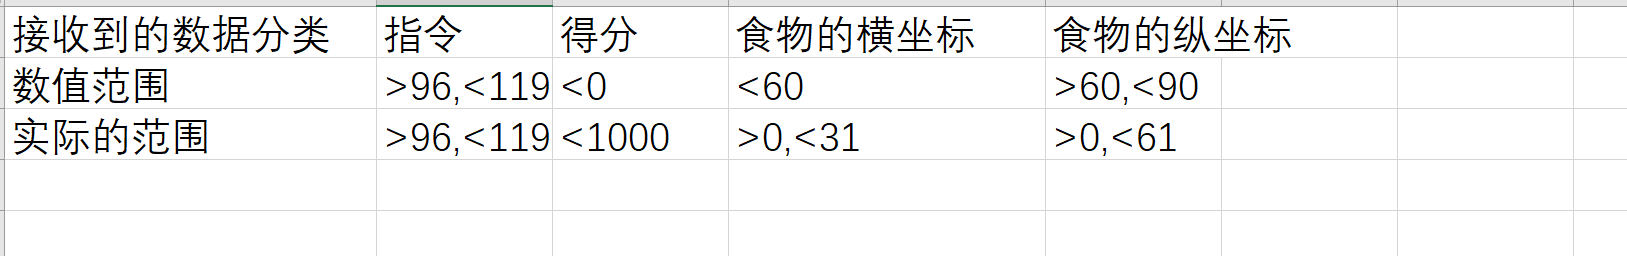 接收到的数据分类 指令 得分 食物的横坐标 食物的纵坐标
数值范围 >96,<119 <0 <60 >60,<90
实际的范围 >96,<119 <1000 >0,<31 >0,<61